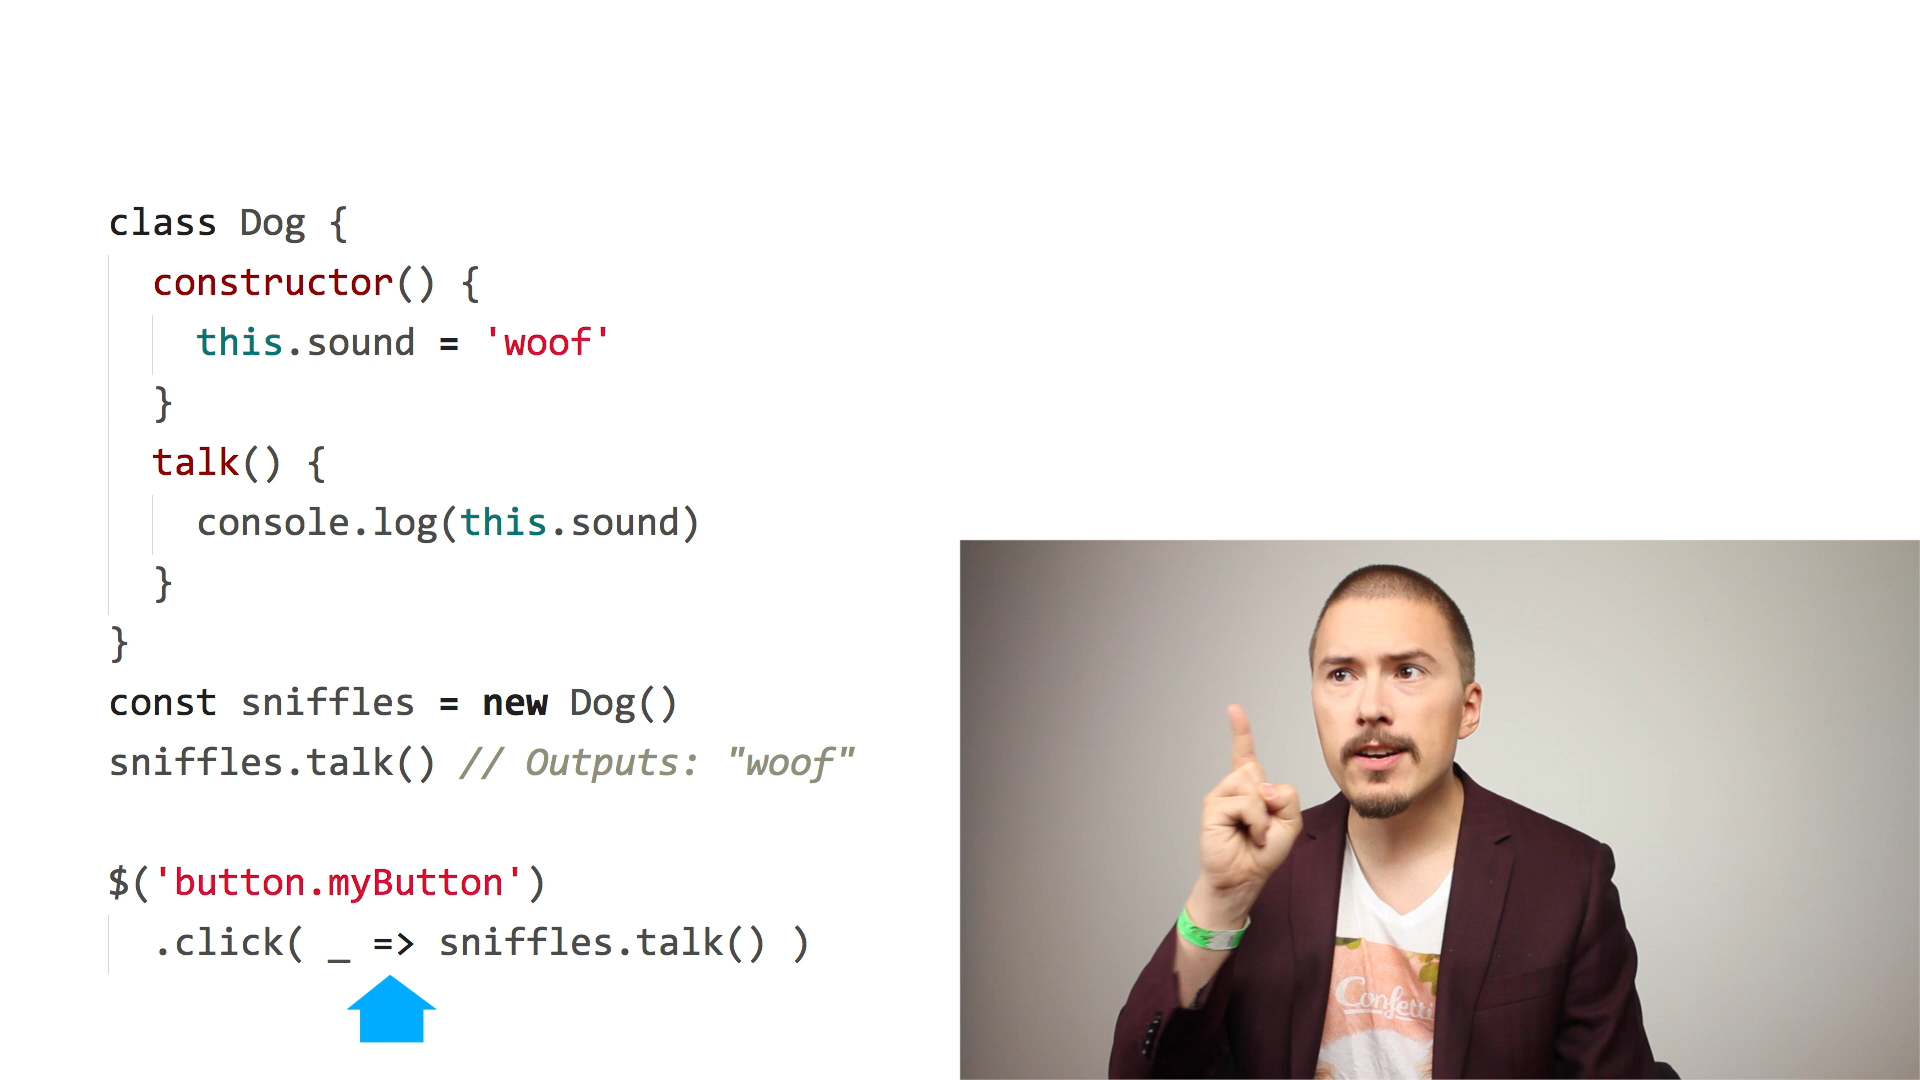 class Dog {
  constructor() {
    this.sound = 'woof'
  }
  talk() {
    console.log(this.sound)
  }
}
const sniffles = new Dog()
sniffles.talk() // Outputs: "woof"
$('button.myButton')
  .click( _ => sniffles.talk() )
Confetti